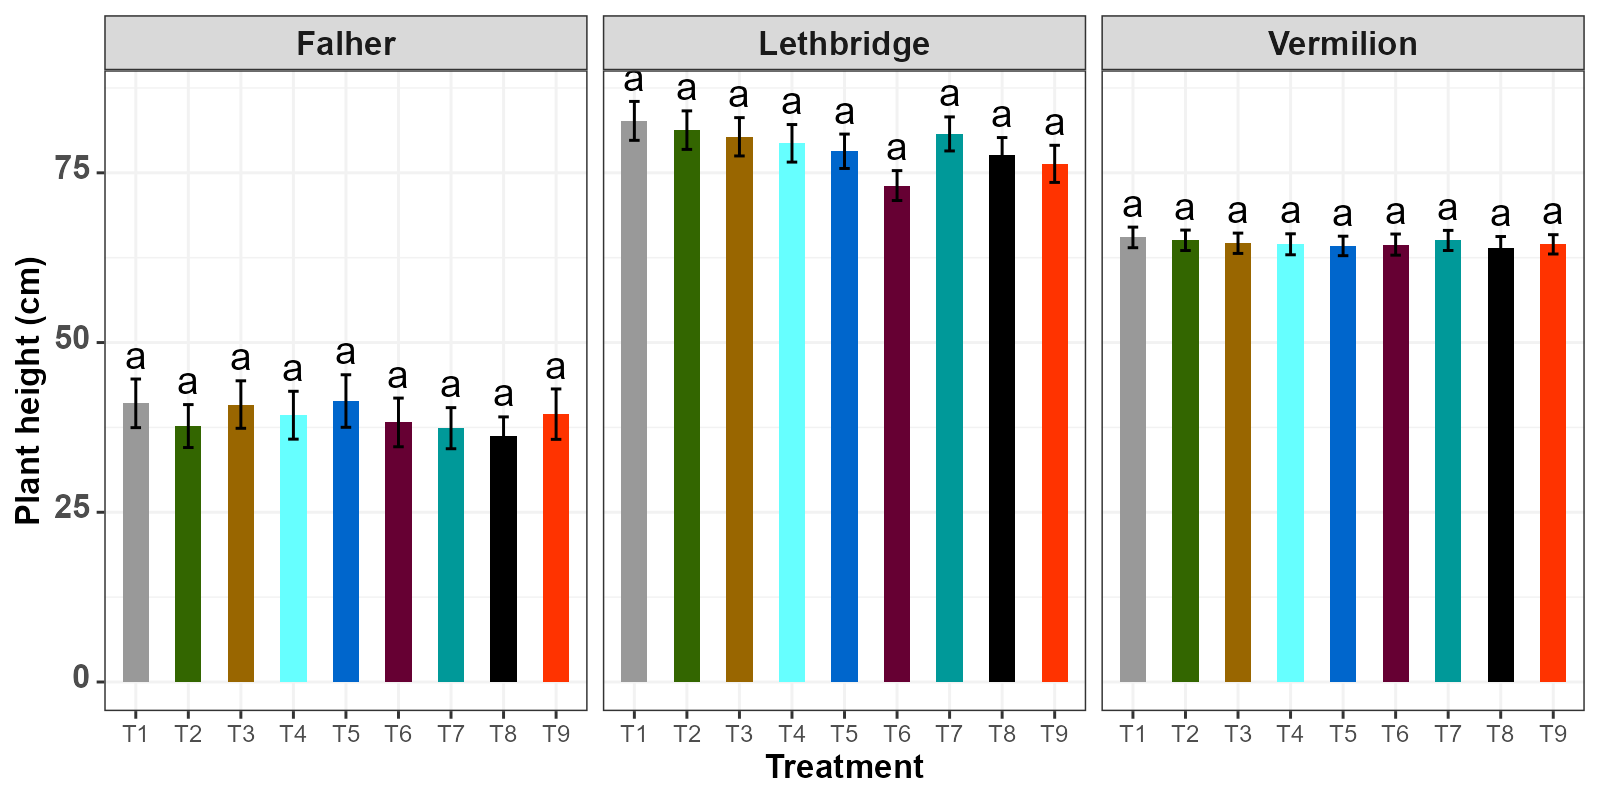 Falher Lethbridge Vermilion
Plant height (cm)
75
50
25
0
a a a a a a a a a
a a a a a a a a a
a a a a a a a a a
T1 T2 T3 T4 T5 T6 T7 T8 T9
T1 T2 T3 T4 T5 T6 T7 T8 T9
T1 T2 T3 T4 T5 T6 T7 T8 T9
Treatment